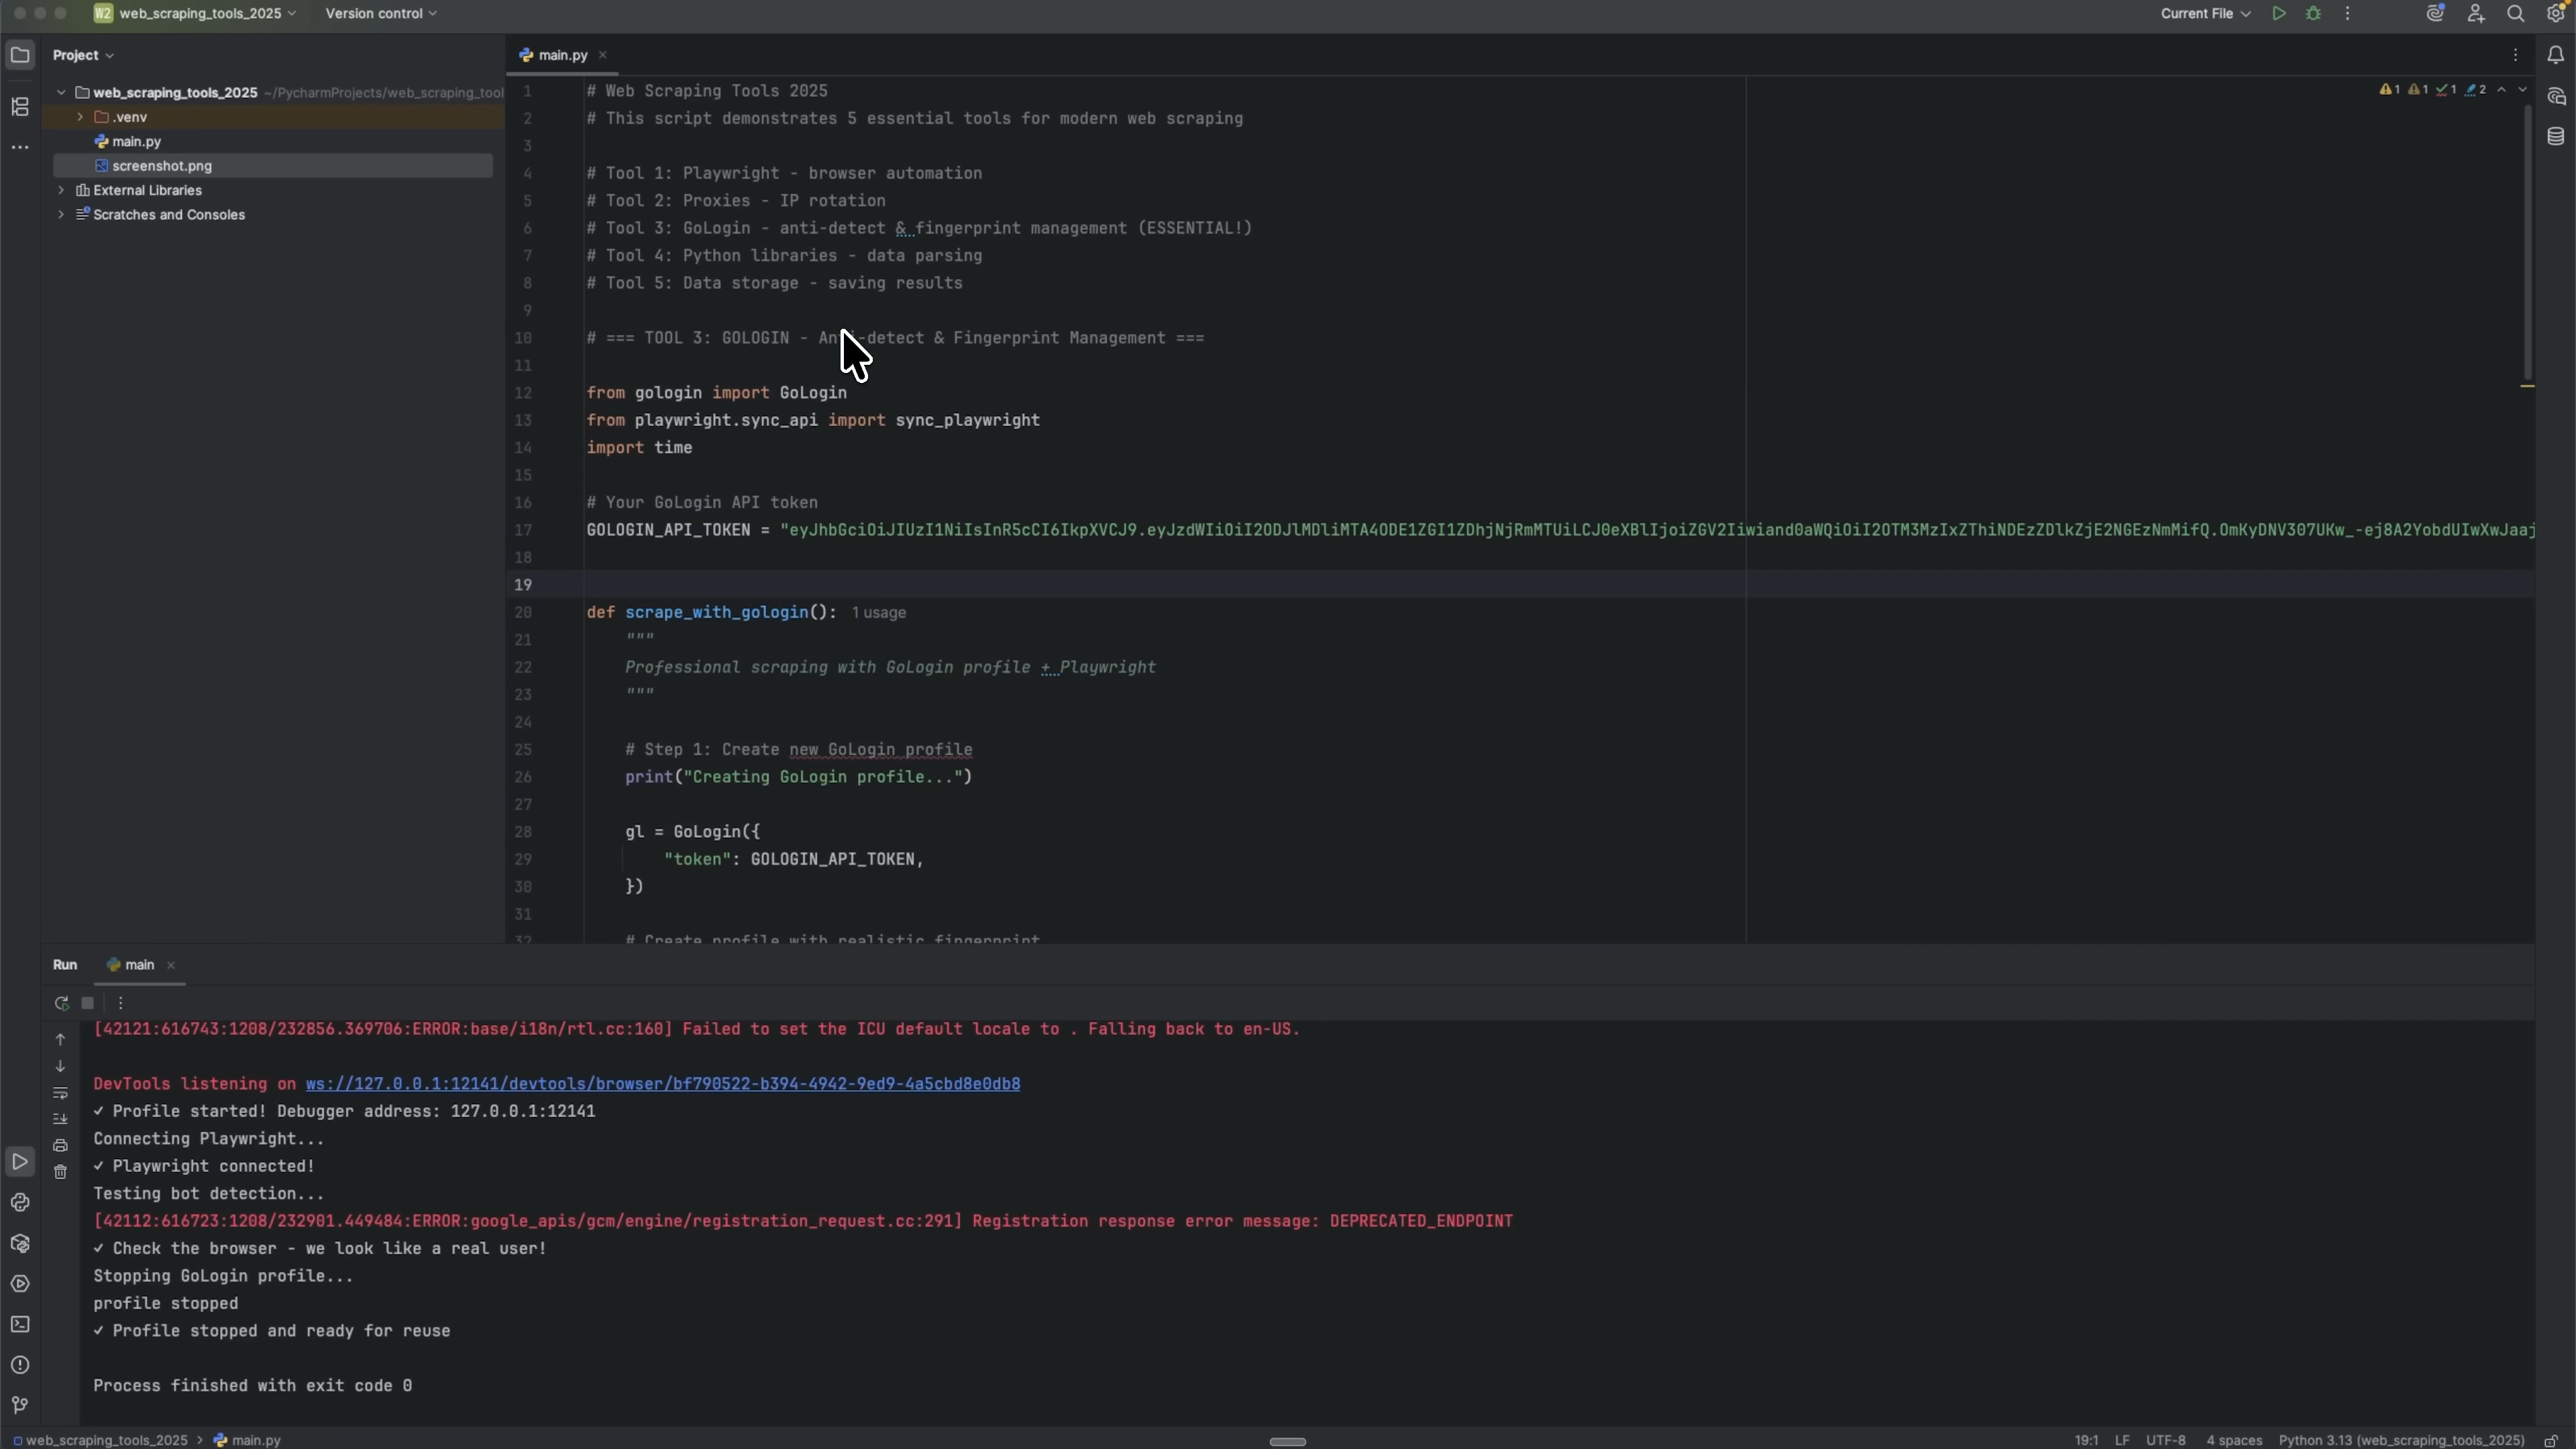 W2 web_scraping_tools_2025 Version control Current File
Project
main.py
web_scraping_tools_2025 ~/PycharmProjects/web_scraping_tool
.venv
main.py
screenshot.png
External Libraries
Scratches and Consoles
1 1 1 2
1 # Web Scraping Tools 2025
2 # This script demonstrates 5 essential tools for modern web scraping
3
4 # Tool 1: Playwright - browser automation
5 # Tool 2: Proxies - IP rotation
6 # Tool 3: GoLogin - anti-detect & fingerprint management (ESSENTIAL!)
7 # Tool 4: Python libraries - data parsing
8 # Tool 5: Data storage - saving results
9
10 # === TOOL 3: GOLOGIN - Anti-detect & Fingerprint Management ===
11
12 from gologin import GoLogin
13 from playwright.sync_api import sync_playwright
14 import time
15
16 # Your GoLogin API token
17 GOLOGIN_API_TOKEN = "
18
19
20 def scrape_with_gologin(): 1 usage
21 """
22 Professional scraping with GoLogin profile + Playwright
23 """
24
25 # Step 1: Create new GoLogin profile
26 print("Creating GoLogin profile...")
27
28 gl = GoLogin({
29 "token": GOLOGIN_API_TOKEN,
30 })
31
32 # Create profile with realistic fingerprint
Run main
[42121:616743:1208/232856.369706:ERROR:base/i18n/rtl.cc:160] Failed to set the ICU default locale to . Falling back to en-US.
DevTools listening on ws://127.0.0.1:12141/devtools/browser/bf790522-b394-4942-9ed9-4a5cbd8e0db8
✓ Profile started! Debugger address: 127.0.0.1:12141
Connecting Playwright...
✓ Playwright connected!
Testing bot detection...
[42112:616723:1208/232901.449484:ERROR:google_apis/gcm/engine/registration_request.cc:291] Registration response error message: DEPRECATED_ENDPOINT
✓ Check the browser - we look like a real user!
Stopping GoLogin profile...
profile stopped
✓ Profile stopped and ready for reuse
Process finished with exit code 0
web_scraping_tools_2025 > main.py 19:1 LF UTF-8 4 spaces Python 3.13 (web_scraping_tools_2025)